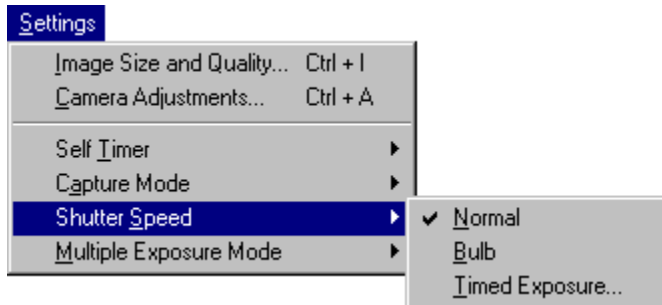 Settings
Image Size and Quality... Ctrl + I
Camera Adjustments... Ctrl + A
Self Timer
Capture Mode
Shutter Speed
Normal
Multiple Exposure Mode
Bulb
Timed Exposure...